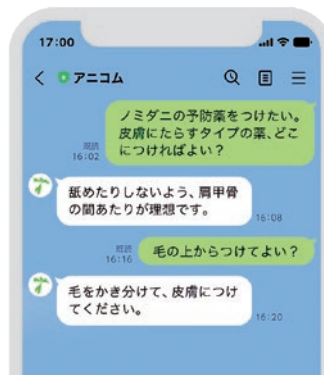 17:00
アニコム
ノミダニの予防薬をつけたい。
皮膚にたらすタイプの薬、どこ
につければよい?
既読
16:02
舐めたりしないよう、肩甲骨
の間あたりが理想です。
16:08
既読
16:16
毛の上からつけてよい?
毛をかき分けて、皮膚につけ
てください。
16:20